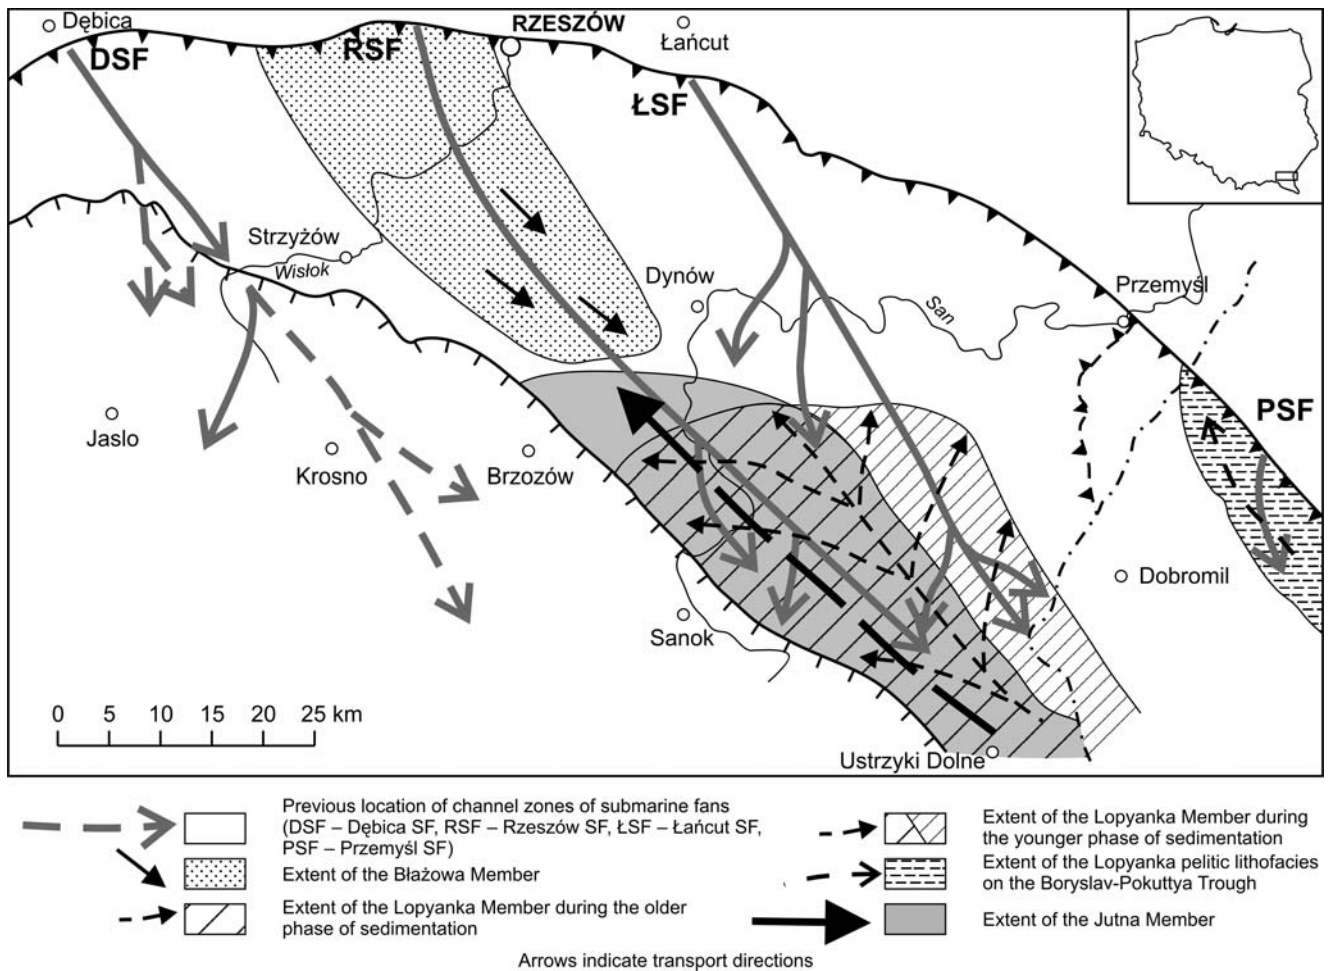 Dębica
DSF
RSF
RZESZÓW
Łańcut
ŁSF
Strzyżów
Wisłok
Dynów
San
Przemyśl
PSF
Jaslo
Krosno
Brzozów
Sanok
Dobromil
Ustrzyki Dolne
0 5 10 15 20 25 km
Previous location of channel zones of submarine fans
(DSF – Dębica SF, RSF – Rzeszów SF, ŁSF – Łańcut SF,
PSF – Przemyśl SF)
Extent of the Błażowa Member
Extent of the Lopyanka Member during the older
phase of sedimentation
Extent of the Lopyanka Member during
the younger phase of sedimentation
Extent of the Lopyanka pelitic lithofacies
on the Boryslav-Pokuttya Trough
Extent of the Jutna Member
Arrows indicate transport directions